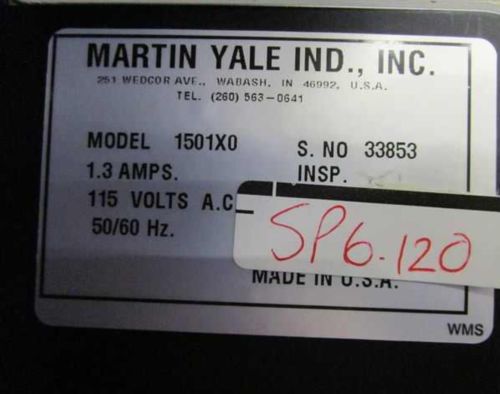 MARTIN YALE IND., INC.
251 WEDCOR AVE., WABASH, IN 46992, U.S.A.
TEL. (260) 563-0641
MODEL 1501X0 S. NO 33853
1.3 AMPS. INSP.
115 VOLTS A.C
50/60 Hz.
SP6-120
MADE IN U.S.A.
WMS